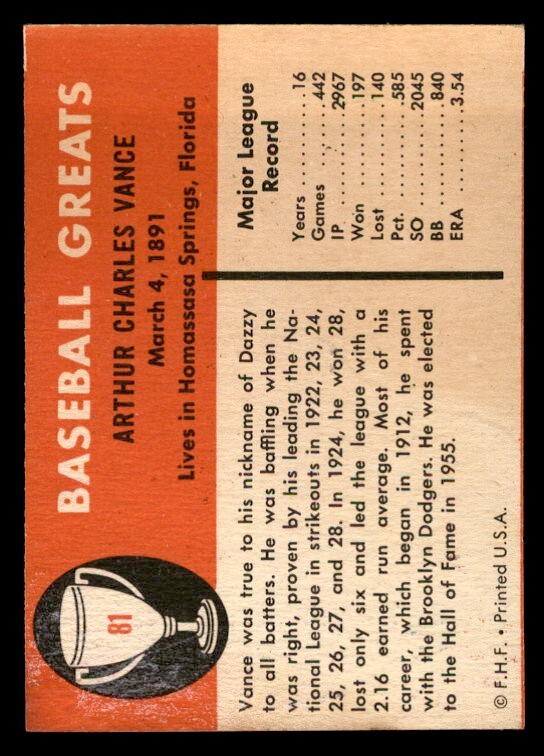 81
BASEBALL GREATS
ARTHUR CHARLES VANCE
March 4, 1891
Lives in Homassasa Springs, Florida
Vance was true to his nickname of Dazzy
to all batters. He was baffling when he
was right, proven by his leading the Na-
tional League in strikeouts in 1922, 23, 24,
25, 26, 27, and 28. In 1924, he won 28,
lost only six and led the league with a
2.16 earned run average. Most of his
career, which began in 1912, he spent
with the Brooklyn Dodgers. He was elected
to the Hall of Fame in 1955.
Major League
Record
Years ............16
Games ..........442
IP ..............2967
Won ............197
Lost ............140
Pct. .............585
SO .............2045
BB ..............840
ERA ............3.54
© F.H.F. • Printed U.S.A.